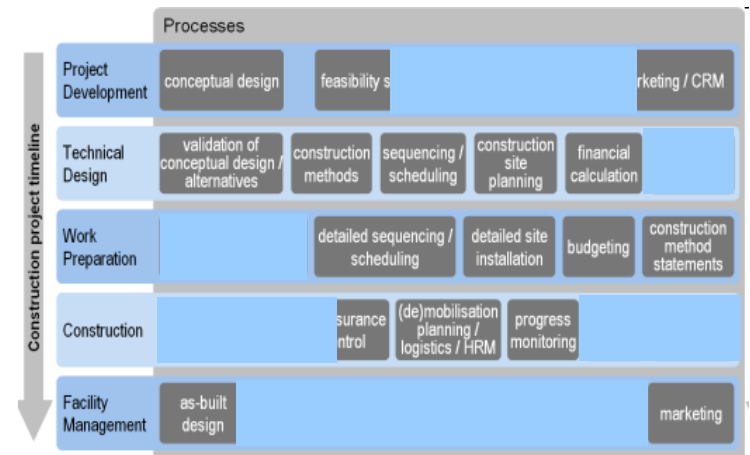 Processes
Construction project timeline
Project
Development
conceptual design
feasibility s
rketing / CRM
Technical
Design
validation of
conceptual design /
alternatives
construction
methods
sequencing /
scheduling
construction
site
planning
financial
calculation
Work
Preparation
detailed sequencing /
scheduling
detailed site
installation
budgeting
construction
method
statements
Construction
surance
ntrol
(de)mobilisation
planning /
logistics / HRM
progress
monitoring
Facility
Management
as-built
design
marketing